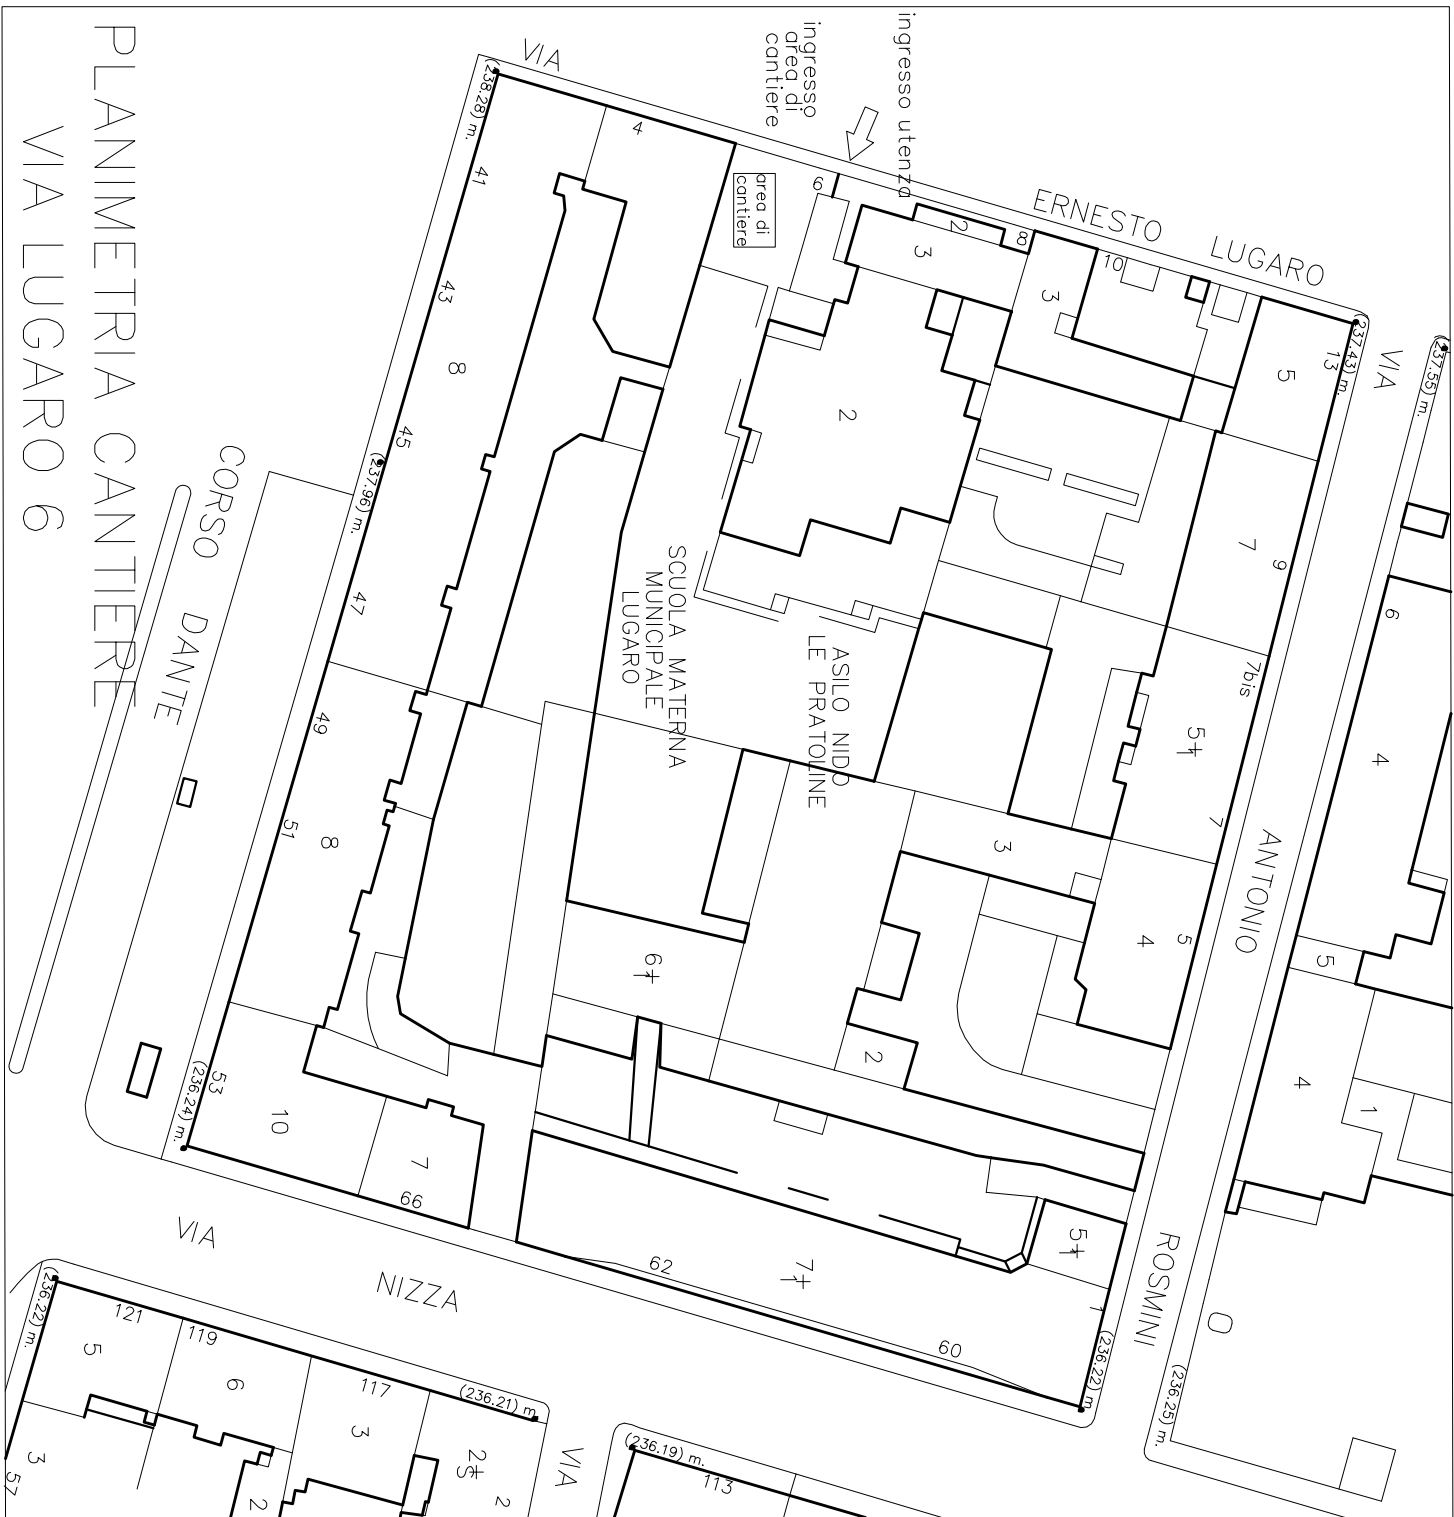 PLANIMETRIA CANTIERE
VIA LUGARO 6
VIA
ERNESTO
LUGARO
ingresso utenza
ingresso
area di
cantiere
area di
cantiere
VIA
ANTONIO
ROSMINI
CORSO
DANTE
VIA
NIZZA
VIA
SCUOLA MATERNA
MUNICIPALE
LUGARO
ASILO NIDO
LE PRATOLINE
(238.28) m.
(237.43) m.
(237.55) m.
(237.96) m.
(236.24) m.
(236.22) m.
(236.22) m
(236.25) m.
(236.21) m
(236.19) m.
4
6
8
10
13
9
7bis
7
5
1
41
43
45
47
49
51
53
66
62
60
121
119
117
113
57
8
8
10
7
2
3
3
2
5
7
5+
4
3
2
6+
7+
5+
6
4
5
4
1
5
6
3
2
3
2